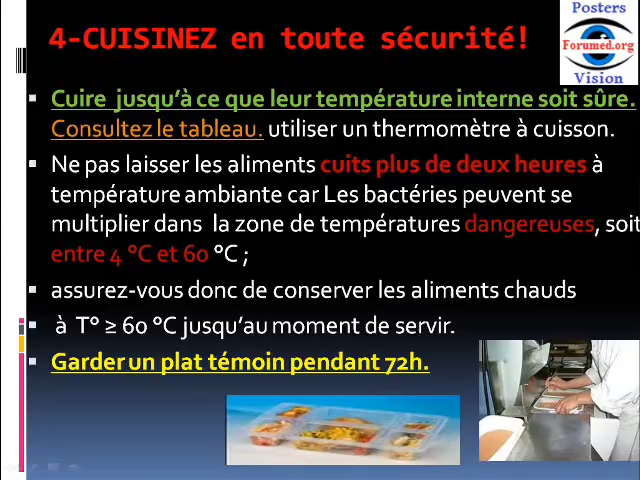 4-CUISINEZ en toute sécurité!
Posters
Forumed.org
Vision
Cuire jusqu'à ce que leur température interne soit sûre.
Consultez le tableau. utiliser un thermomètre à cuisson.
Ne pas laisser les aliments cuits plus de deux heures à
température ambiante car Les bactéries peuvent se
multiplier dans la zone de températures dangereuses, soit
entre 4 °C et 60 °C ;
assurez-vous donc de conserver les aliments chauds
à T° ≥ 60 °C jusqu'au moment de servir.
Garder un plat témoin pendant 72h.